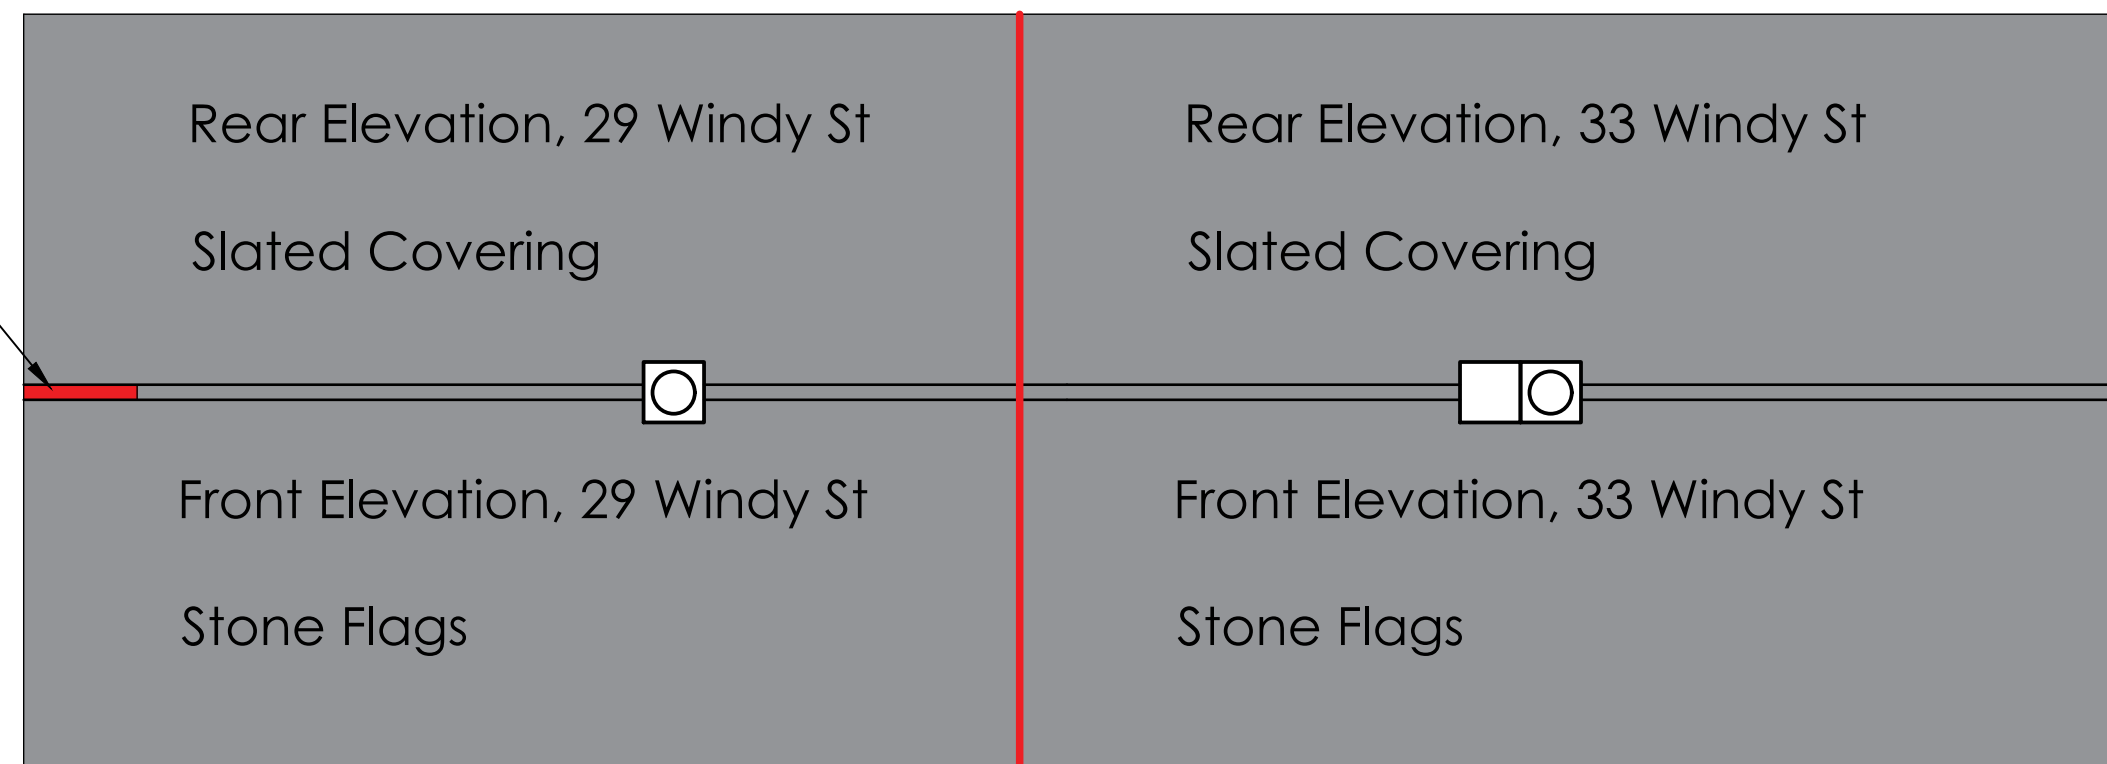 Rear Elevation, 29 Windy St
Slated Covering
Rear Elevation, 33 Windy St
Slated Covering
Front Elevation, 29 Windy St
Stone Flags
Front Elevation, 33 Windy St
Stone Flags